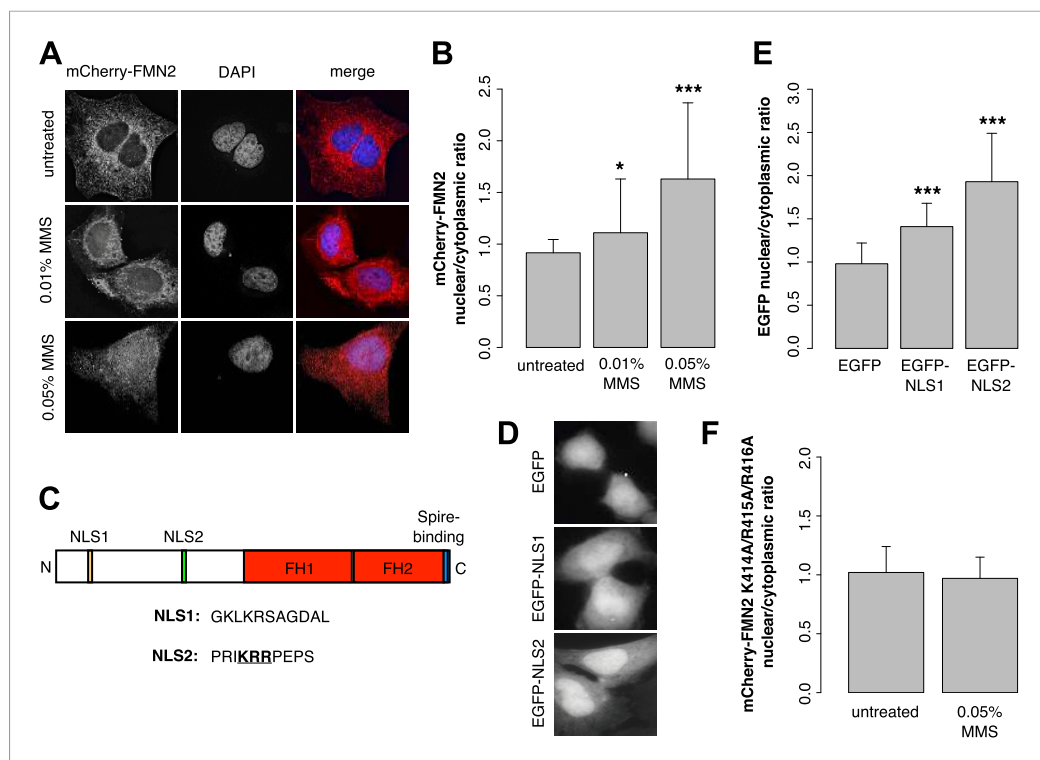 A
mCherry-FMN2 DAPI merge
untreated
0.01% MMS
0.05% MMS
B
mCherry-FMN2
nuclear/cytoplasmic ratio
2.5
2.0
1.5
1.0
0.5
0.0
*
***
untreated 0.01% 0.05%
MMS MMS
E
EGFP nuclear/cytoplasmic ratio
3.0
2.5
2.0
1.5
1.0
0.5
0.0
***
***
EGFP EGFP- EGFP-
NLS1 NLS2
C
Spire-
NLS1 NLS2 binding
N FH1 FH2 C
NLS1: GKLKRSAGDAL
NLS2: PRIKRRPEPS
D
EGFP
EGFP-NLS1
EGFP-NLS2
F
mCherry-FMN2 K414A/R415A/R416A
nuclear/cytoplasmic ratio
2.0
1.5
1.0
0.5
0.0
untreated 0.05%
MMS